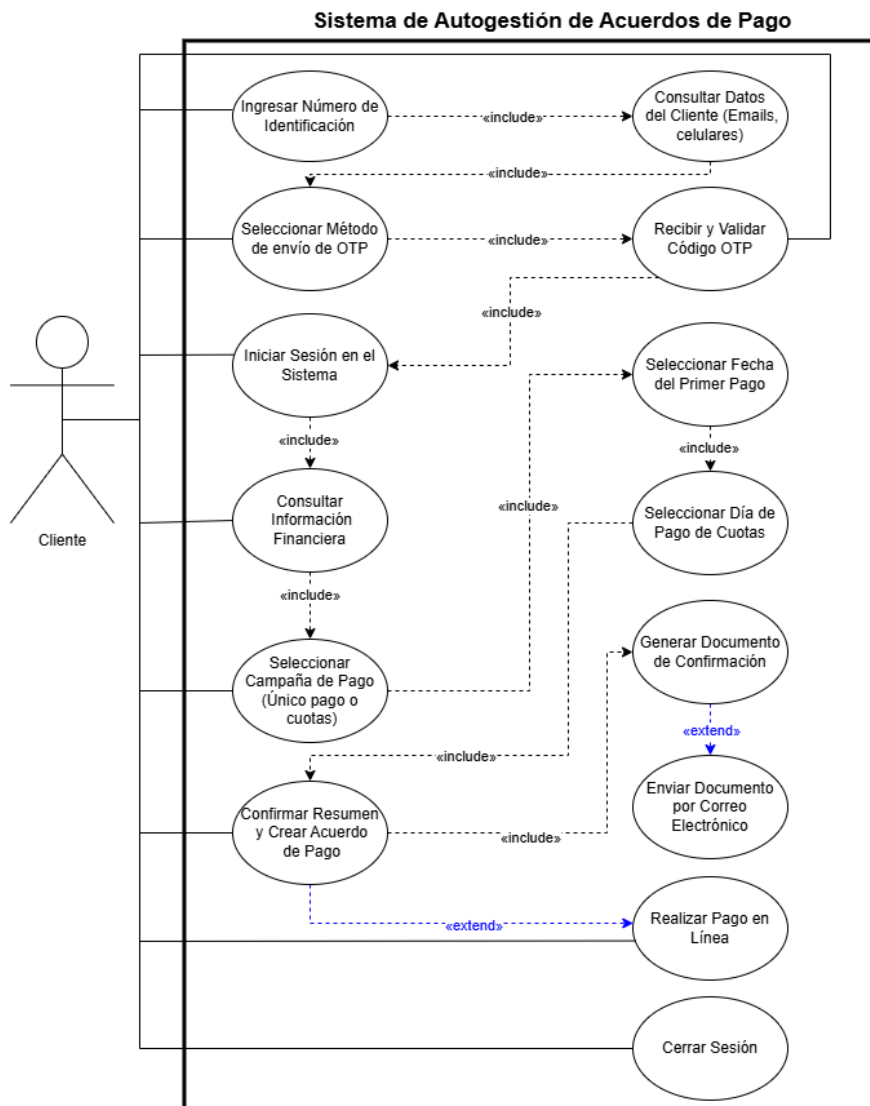 Sistema de Autogestión de Acuerdos de Pago
Ingresar Número de
Identificación
«include»
Consultar Datos
del Cliente (Emails,
celulares)
«include»
Seleccionar Método
de envío de OTP
«include»
Recibir y Validar
Código OTP
«include»
Iniciar Sesión en el
Sistema
Seleccionar Fecha
del Primer Pago
«include»
«include»
«include»
Consultar
Información
Financiera
Seleccionar Día de
Pago de Cuotas
Cliente
«include»
Seleccionar
Campaña de Pago
(Único pago o
cuotas)
Generar Documento
de Confirmación
«extend»
«include»
Confirmar Resumen
y Crear Acuerdo
de Pago
«include»
Enviar Documento
por Correo
Electrónico
«extend»
Realizar Pago en
Línea
Cerrar Sesión